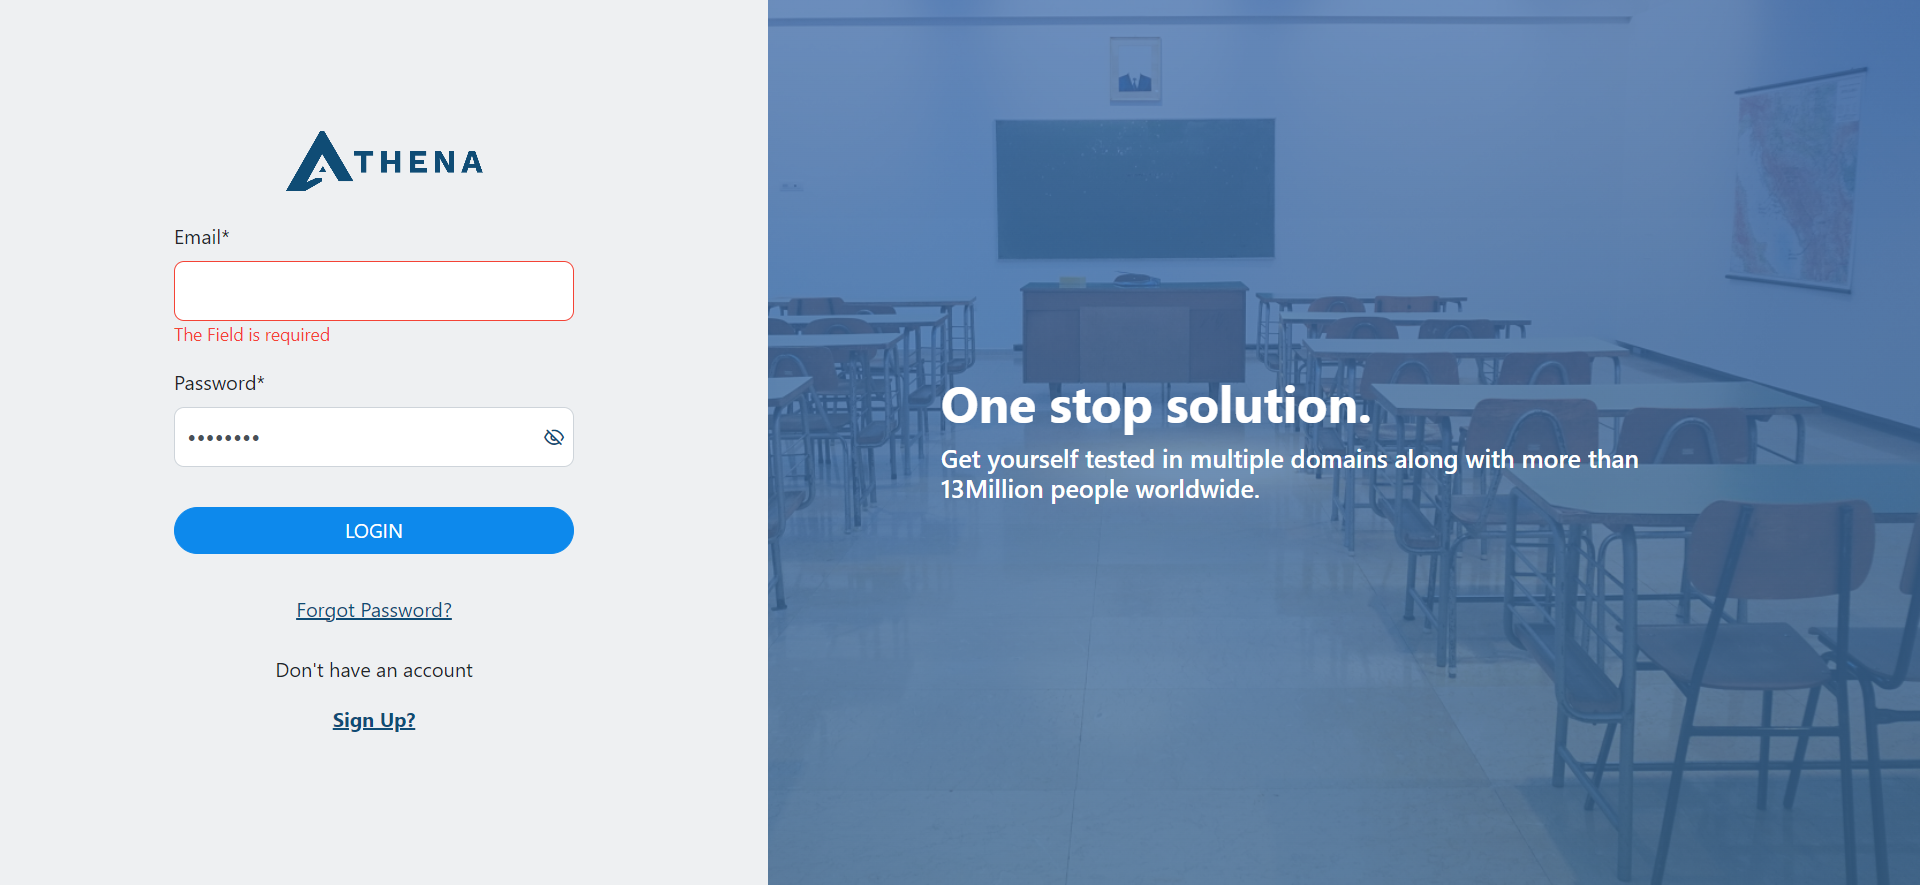 ATHENA
Email*
The Field is required
Password*
••••••••
LOGIN
Forgot Password?
Don't have an account
Sign Up?
One stop solution.
Get yourself tested in multiple domains along with more than
13Million people worldwide.